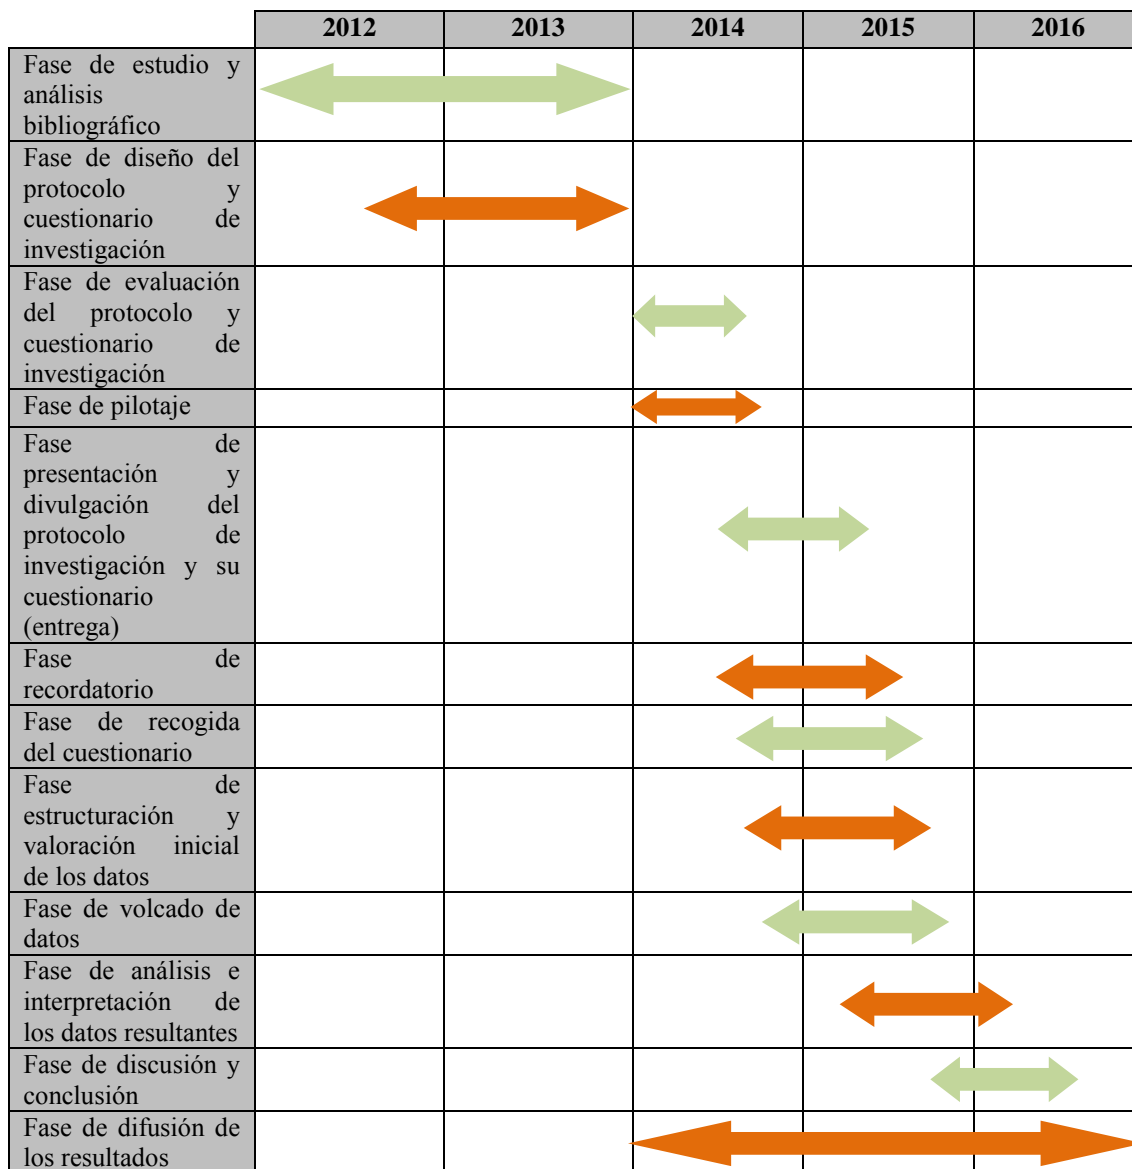 2012 2013 2014 2015 2016
Fase de estudio y
análisis
bibliográfico
Fase de diseño del
protocolo y
cuestionario de
investigación
Fase de evaluación
del protocolo y
cuestionario de
investigación
Fase de pilotaje
Fase de
presentación y
divulgación del
protocolo de
investigación y su
cuestionario
(entrega)
Fase de
recordatorio
Fase de recogida
del cuestionario
Fase de
estructuración y
valoración inicial
de los datos
Fase de volcado de
datos
Fase de análisis e
interpretación de
los datos resultantes
Fase de discusión y
conclusión
Fase de difusión de
los resultados